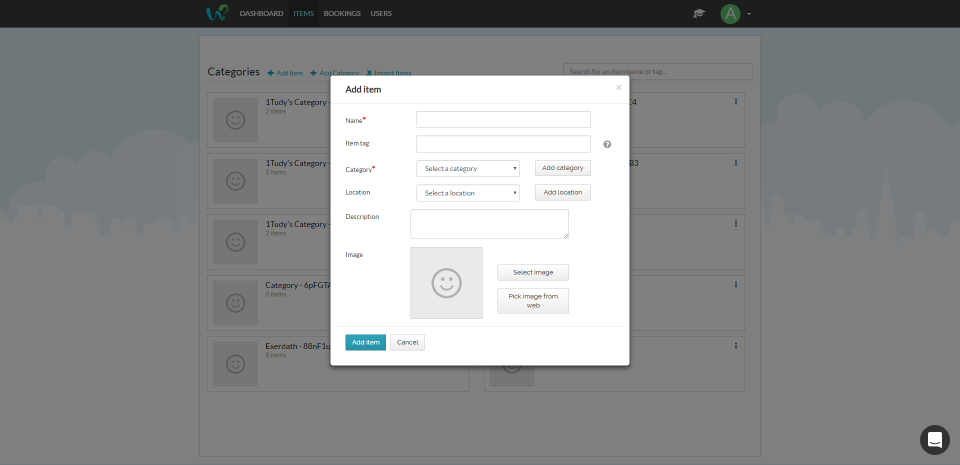 DASHBOARD ITEMS BOOKINGS USERS A
Categories Add Item Add Category Import Items Search for an item name or tag...
Add item ×
Name*
Item tag ?
Category* Select a category Add category
Location Select a location Add location
Description
Image
Select image
Pick image from
web
Add item Cancel
1Tudy's Category -
2 items
1Tudy's Category - B3
2 items
1Tudy's Category -
2 items
Category -
0 items
Exerdath -
8 items